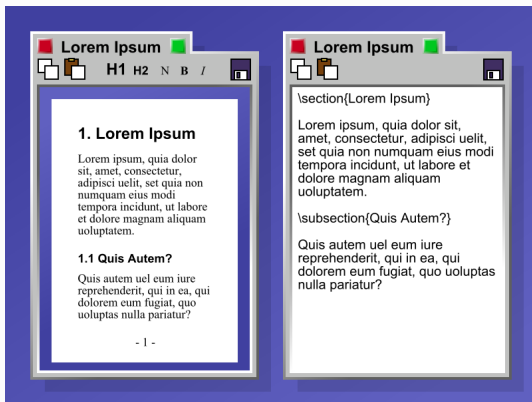 Lorem Ipsum
H1 H2 N B I
1. Lorem Ipsum
Lorem ipsum, quia dolor
sit, amet, consectetur,
adipisci uelit, set quia non
numquam eius modi
tempora incidunt, ut labore
et dolore magnam aliquam
uoluptatem.
1.1 Quis Autem?
Quis autem uel eum iure
reprehenderit, qui in ea, qui
dolorem eum fugiat, quo
uoluptas nulla pariatur?
- 1 -
Lorem Ipsum
\section{Lorem Ipsum}
Lorem ipsum, quia dolor sit,
amet, consectetur, adipisci uelit,
set quia non numquam eius modi
tempora incidunt, ut labore et
dolore magnam aliquam
uoluptatem.
\subsection{Quis Autem?}
Quis autem uel eum iure
reprehenderit, qui in ea, qui
dolorem eum fugiat, quo uoluptas
nulla pariatur?